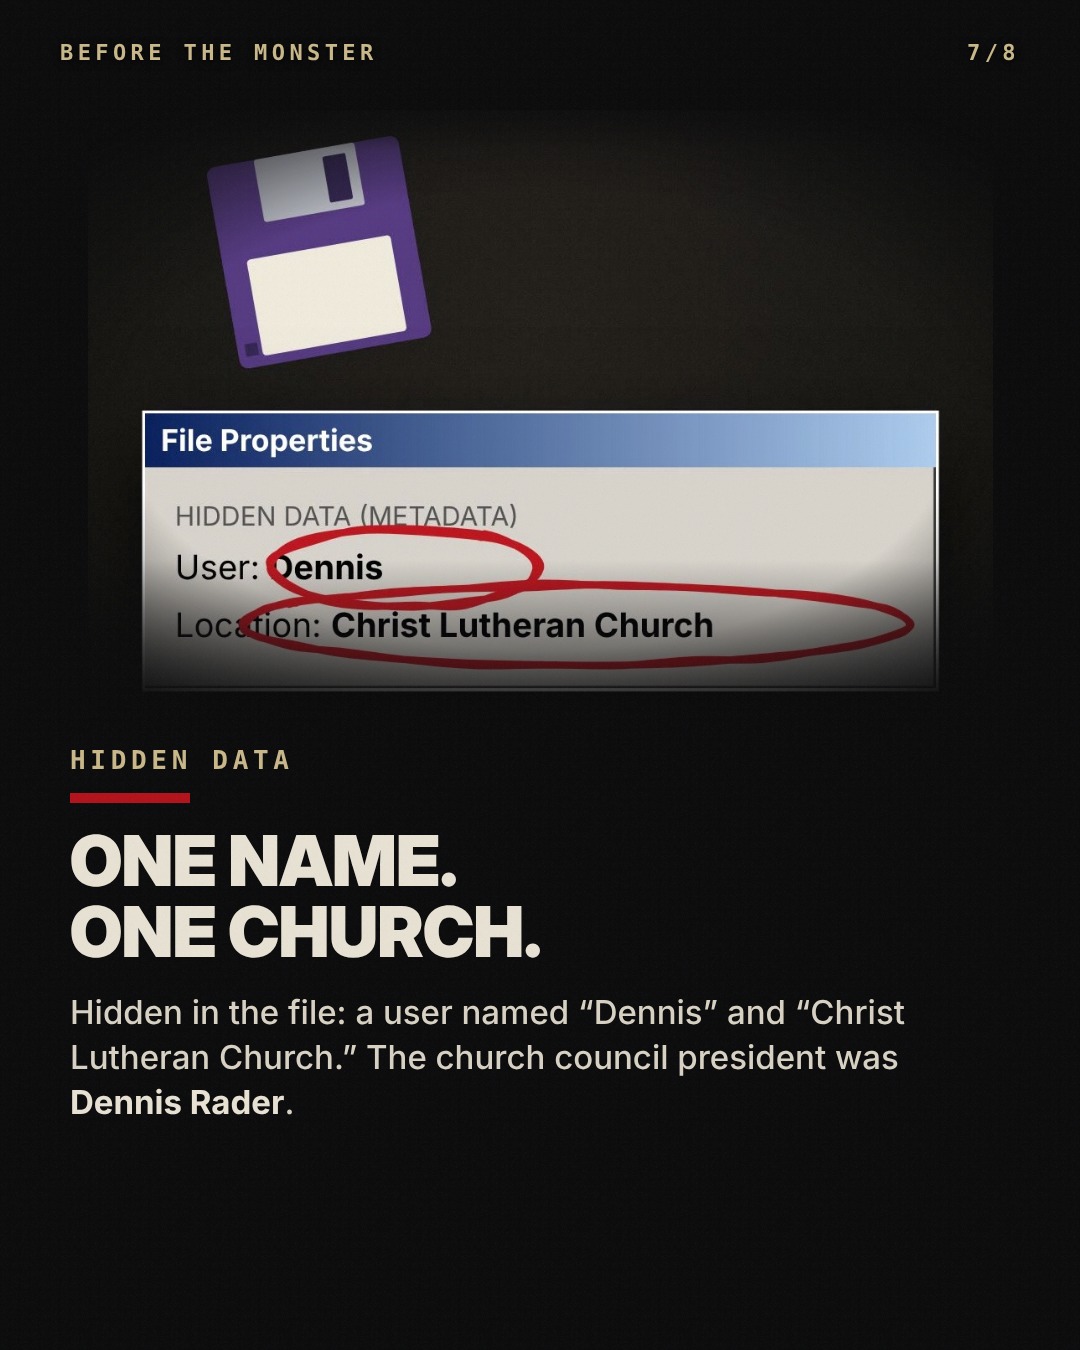 BEFORE THE MONSTER
7/8
File Properties
HIDDEN DATA (METADATA)
User: Dennis
Location: Christ Lutheran Church
HIDDEN DATA
ONE NAME.
ONE CHURCH.
Hidden in the file: a user named “Dennis” and “Christ
Lutheran Church.” The church council president was
Dennis Rader.